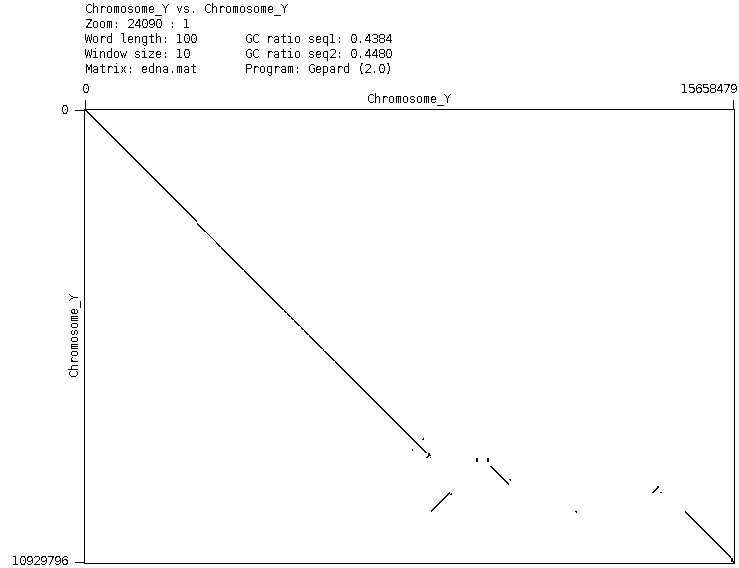 Chromosome_Y vs. Chromosome_Y
Zoom: 24090 : 1
Word length: 100 GC ratio seq1: 0.4384
Window size: 10 GC ratio seq2: 0.4480
Matrix: edna.mat Program: Gepard (2.0)
0 15658479
Chromosome_Y
0
Chromosome_Y
10929796